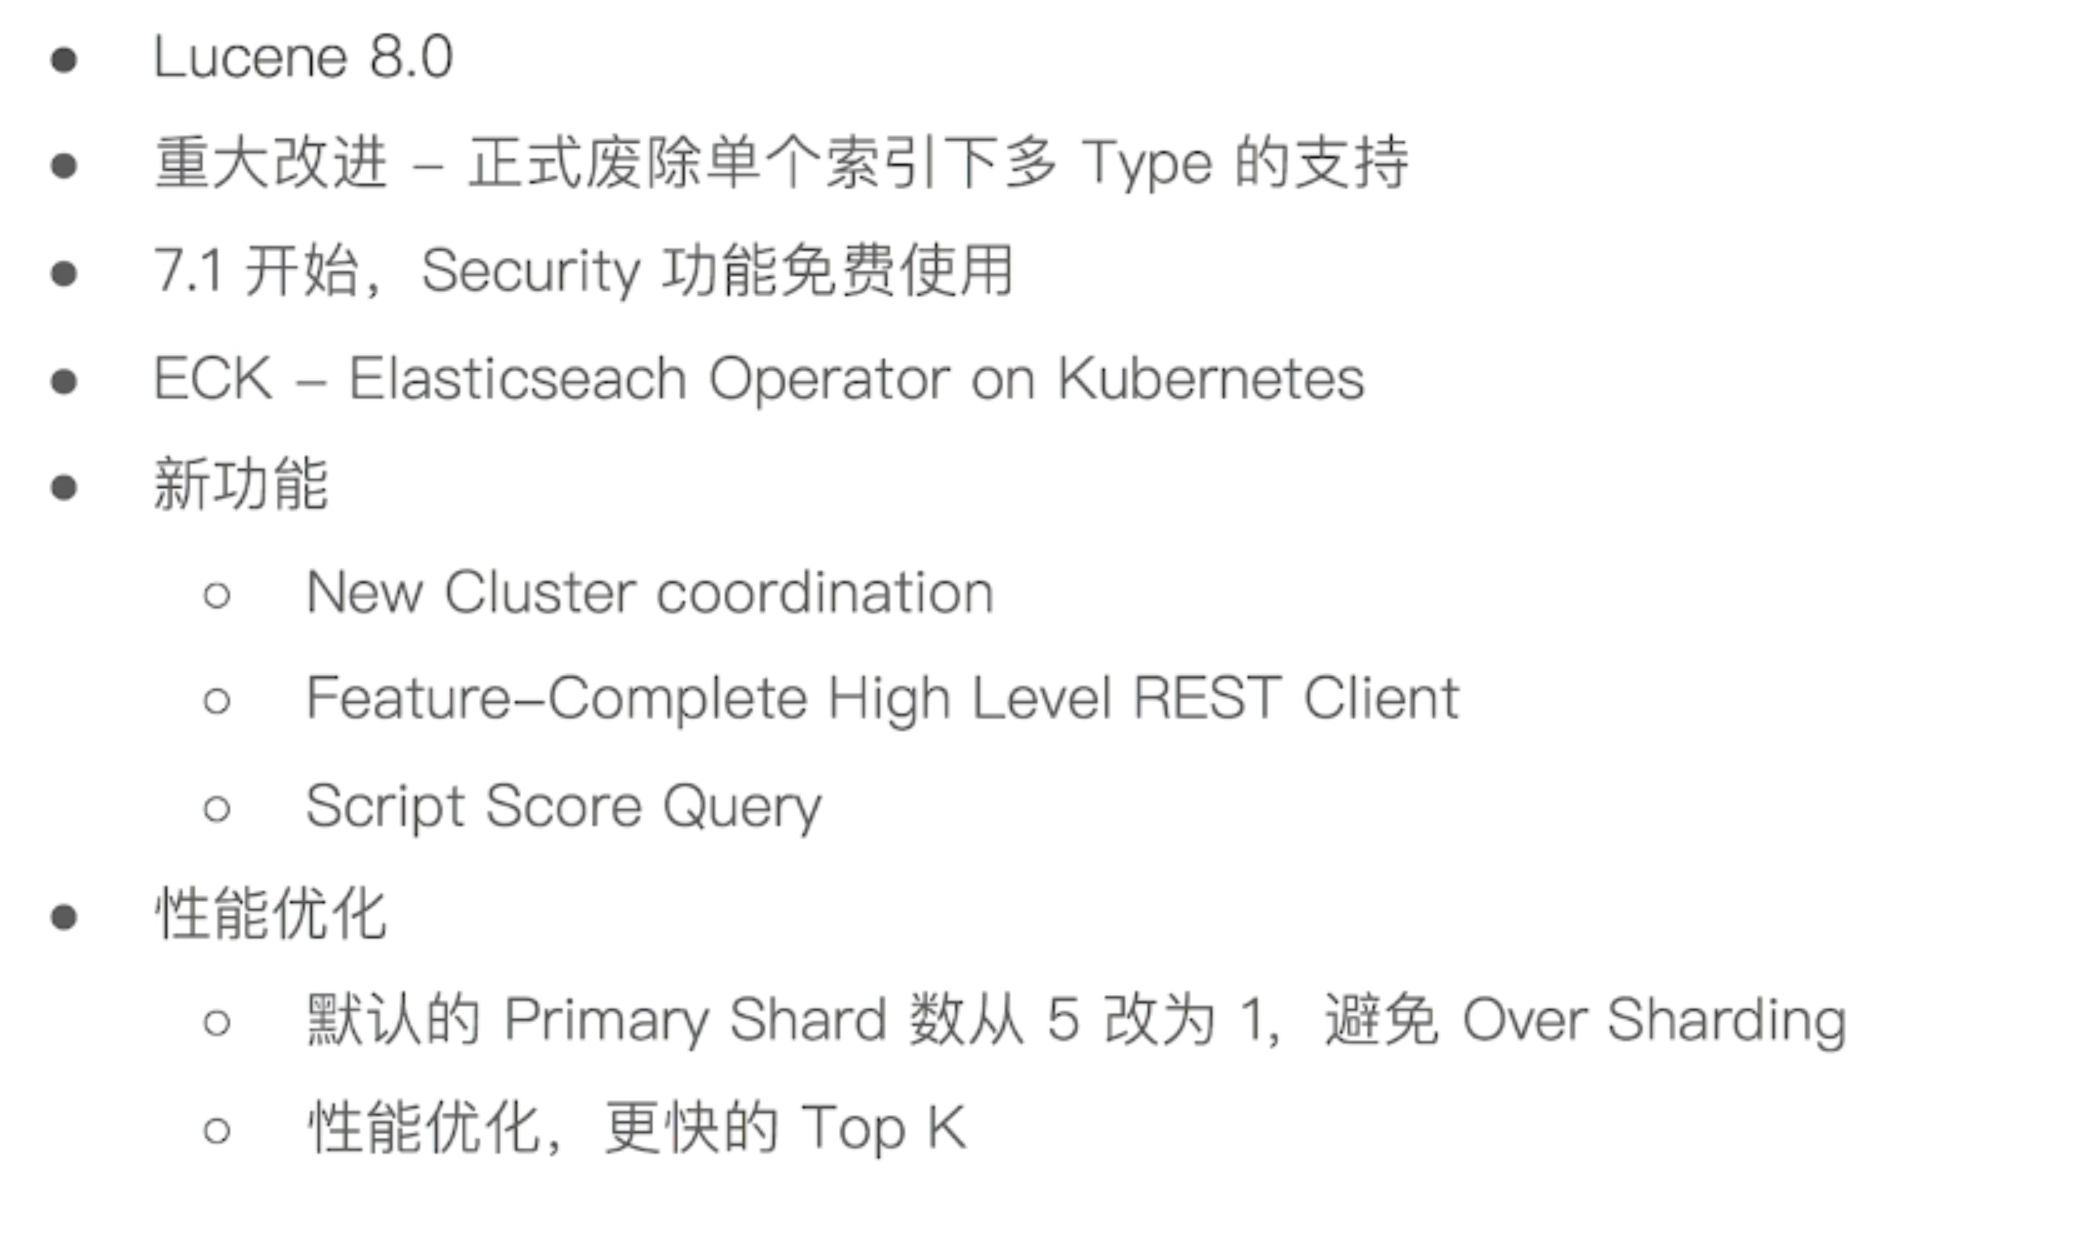 ● Lucene 8.0
● 重大改进 – 正式废除单个索引下多 Type 的支持
● 7.1 开始，Security 功能免费使用
● ECK – Elasticseach Operator on Kubernetes
● 新功能
○ New Cluster coordination
○ Feature–Complete High Level REST Client
○ Script Score Query
● 性能优化
○ 默认的 Primary Shard 数从 5 改为 1，避免 Over Sharding
○ 性能优化，更快的 Top K